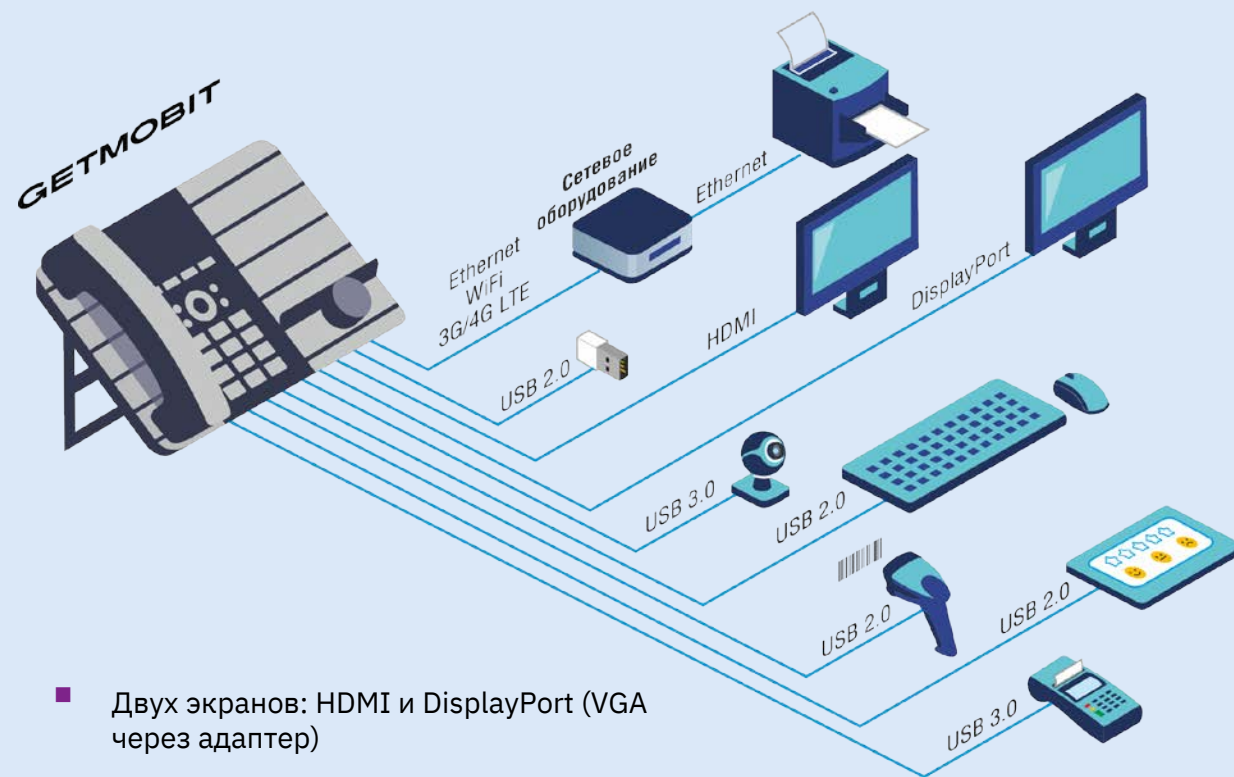 GETMOBIT
Сетевое
оборудование
Ethernet
Ethernet
WiFi
3G/4G LTE
USB 2.0
HDMI
DisplayPort
USB 3.0
USB 2.0
USB 2.0
USB 2.0
USB 3.0
Двух экранов: HDMI и DisplayPort (VGA
через адаптер)